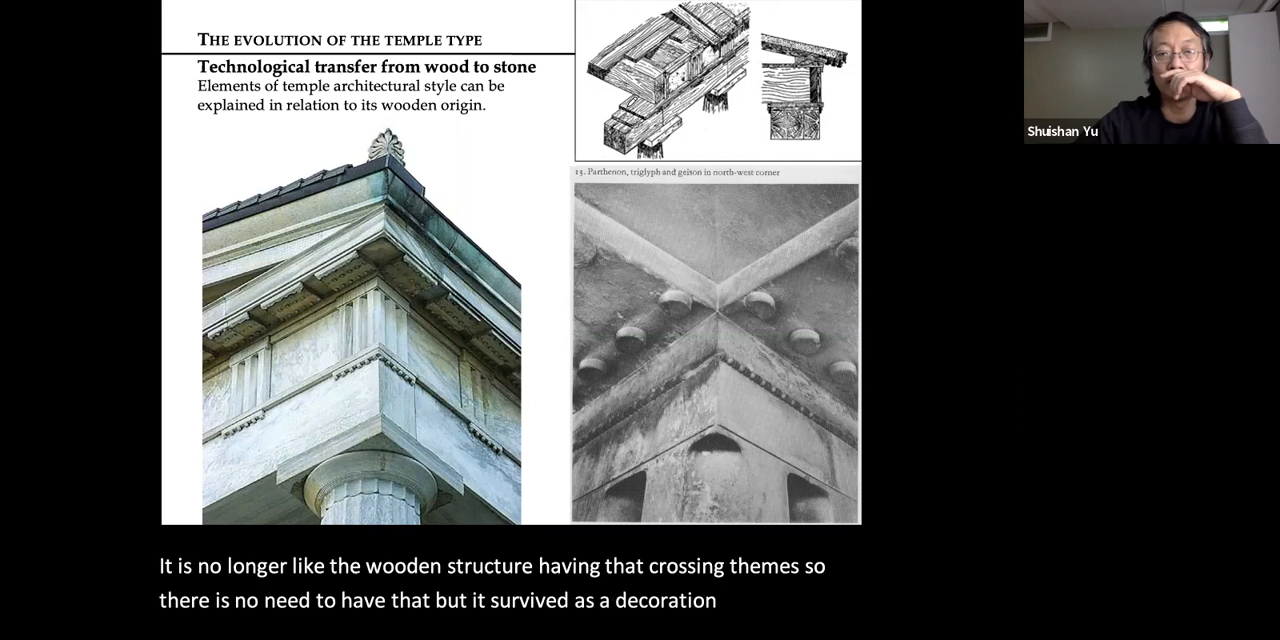 THE EVOLUTION OF THE TEMPLE TYPE
Technological transfer from wood to stone
Elements of temple architectural style can be
explained in relation to its wooden origin.
13. Parthenon, triglyph and geison in north-west corner
Shuishan Yu
It is no longer like the wooden structure having that crossing themes so
there is no need to have that but it survived as a decoration